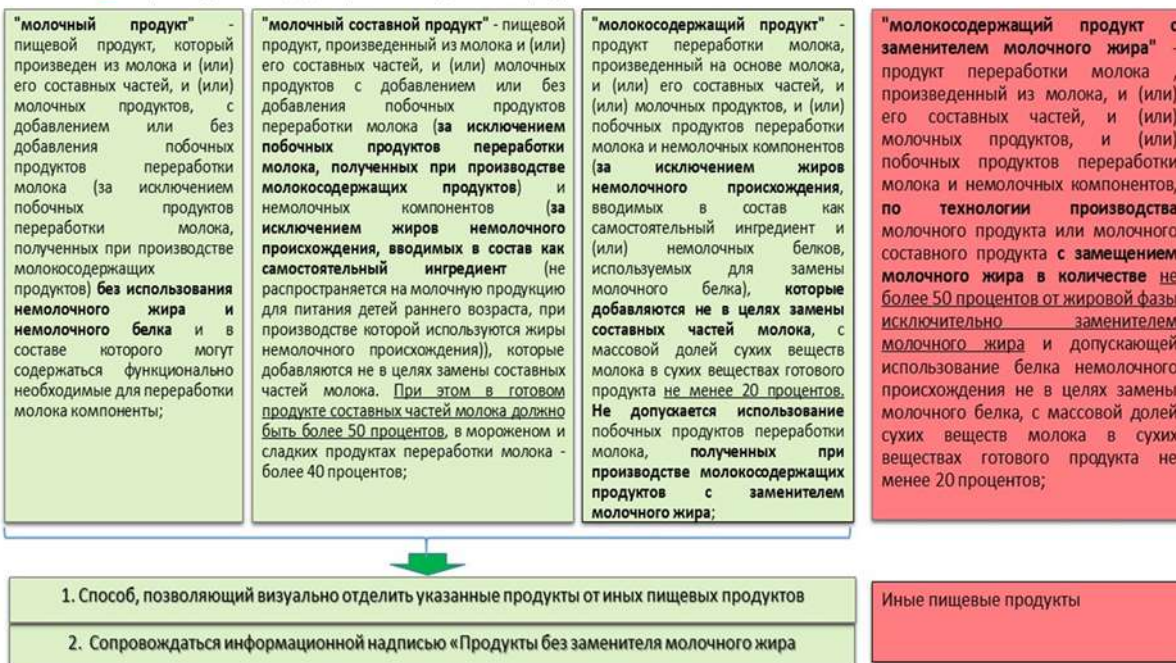 "молочный продукт" -
пищевой продукт, который
произведен из молока и (или)
его составных частей, и (или)
молочных продуктов, с
добавлением или без
добавления побочных
продуктов переработки
молока (за исключением
побочных продуктов
переработки молока,
полученных при производстве
молокосодержащих
продуктов) без использования
немолочного жира и
немолочного белка и в
составе которого могут
содержаться функционально
необходимые для переработки
молока компоненты;
"молочный составной продукт" - пищевой
продукт, произведенный из молока и (или)
его составных частей, и (или) молочных
продуктов с добавлением или без
добавления побочных продуктов
переработки молока (за исключением
побочных продуктов переработки
молока, полученных при производстве
молокосодержащих продуктов) и
немолочных компонентов (за
исключением жиров немолочного
происхождения, вводимых в состав как
самостоятельный ингредиент (не
распространяется на молочную продукцию
для питания детей раннего возраста, при
производстве которой используются жиры
немолочного происхождения)), которые
добавляются не в целях замены составных
частей молока. При этом в готовом
продукте составных частей молока должно
быть более 50 процентов, в мороженом и
сладких продуктах переработки молока -
более 40 процентов;
"молокосодержащий продукт" -
продукт переработки молока,
произведенный на основе молока,
и (или) его составных частей, и
(или) молочных продуктов, и (или)
побочных продуктов переработки
молока и немолочных компонентов
(за исключением жиров
немолочного происхождения,
вводимых в состав как
самостоятельный ингредиент и
(или) немолочных белков,
используемых для замены
молочного белка), которые
добавляются не в целях замены
составных частей молока, с
массовой долей сухих веществ
молока в сухих веществах готового
продукта не менее 20 процентов.
Не допускается использование
побочных продуктов переработки
молока, полученных при
производстве молокосодержащих
продуктов с заменителем
молочного жира;
"молокосодержащий продукт с
заменителем молочного жира" -
продукт переработки молока ,
произведенный из молока, и (или)
его составных частей, и (или)
молочных продуктов, и (или)
побочных продуктов переработки
молока и немолочных компонентов,
по технологии производства
молочного продукта или молочного
составного продукта с замещением
молочного жира в количестве не
более 50 процентов от жировой фазы
исключительно заменителем
молочного жира и допускающей
использование белка немолочного
происхождения не в целях замены
молочного белка, с массовой долей
сухих веществ молока в сухих
веществах готового продукта не
менее 20 процентов;
1. Способ, позволяющий визуально отделить указанные продукты от иных пищевых продуктов
2. Сопровождаться информационной надписью «Продукты без заменителя молочного жира
Иные пищевые продукты